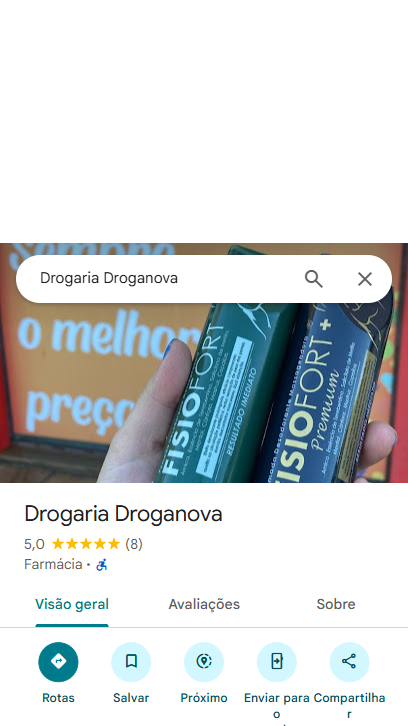 Sempre
Drogaria Droganova
o melhor
preço
FISIOFORT
RESULTADO IMEDIATO
FISIOFORT +
Premium
Drogaria Droganova
5,0 ★★★★★ (8)
Farmácia ·
Visão geral Avaliações Sobre
Rotas Salvar Próximo Enviar para o Compartilhar